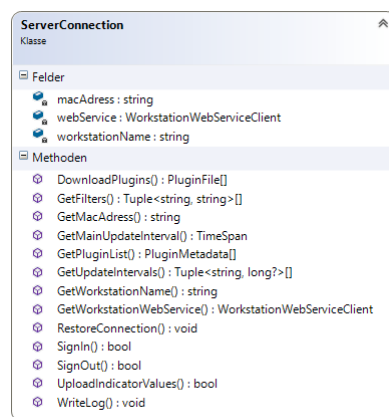 ServerConnection
Klasse
Felder
macAdress : string
webService : WorkstationWebServiceClient
workstationName : string
Methoden
DownloadPlugins() : PluginFile[]
GetFilters() : Tuple<string, string>[]
GetMacAdress() : string
GetMainUpdateInterval() : TimeSpan
GetPluginList() : PluginMetadata[]
GetUpdateIntervals() : Tuple<string, long?>[]
GetWorkstationName() : string
GetWorkstationWebService() : WorkstationWebServiceClient
RestoreConnection() : void
SignIn() : bool
SignOut() : bool
UploadIndicatorValues() : bool
WriteLog() : void